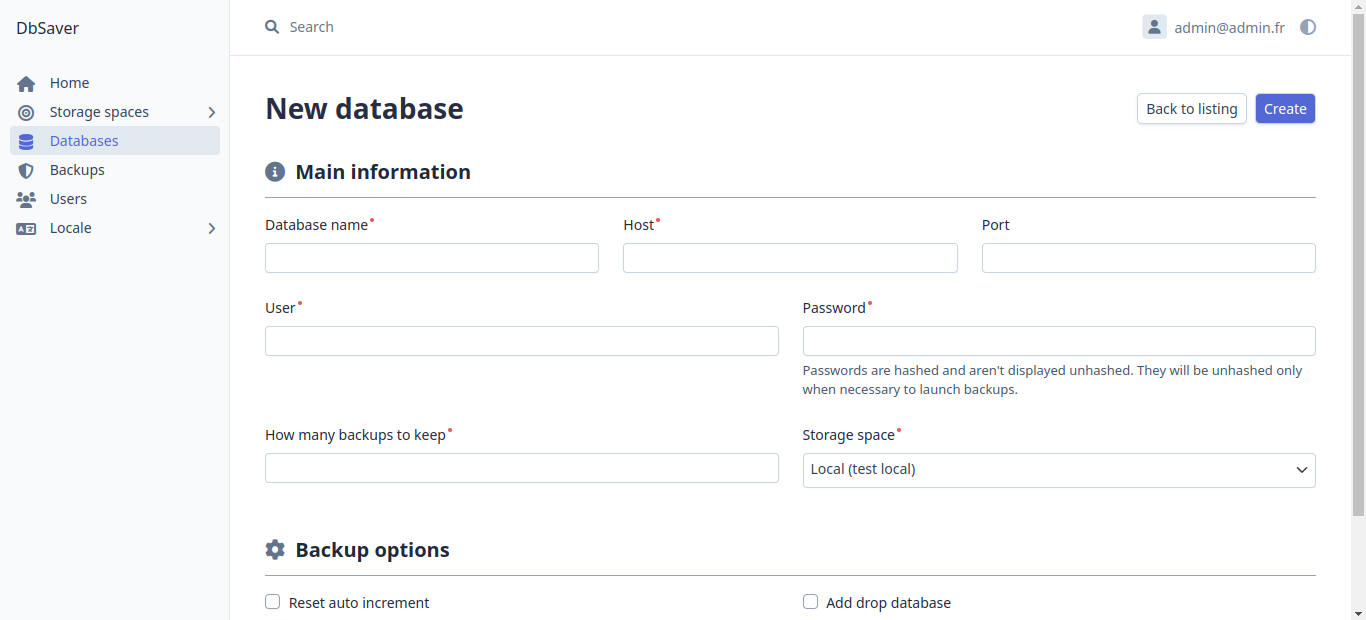 DbSaver
Search
admin@admin.fr
Home
Storage spaces
Databases
Backups
Users
Locale
New database
Back to listing
Create
Main information
Database name
Host
Port
User
Password
Passwords are hashed and aren't displayed unhashed. They will be unhashed only
when necessary to launch backups.
How many backups to keep
Storage space
Local (test local)
Backup options
Reset auto increment
Add drop database